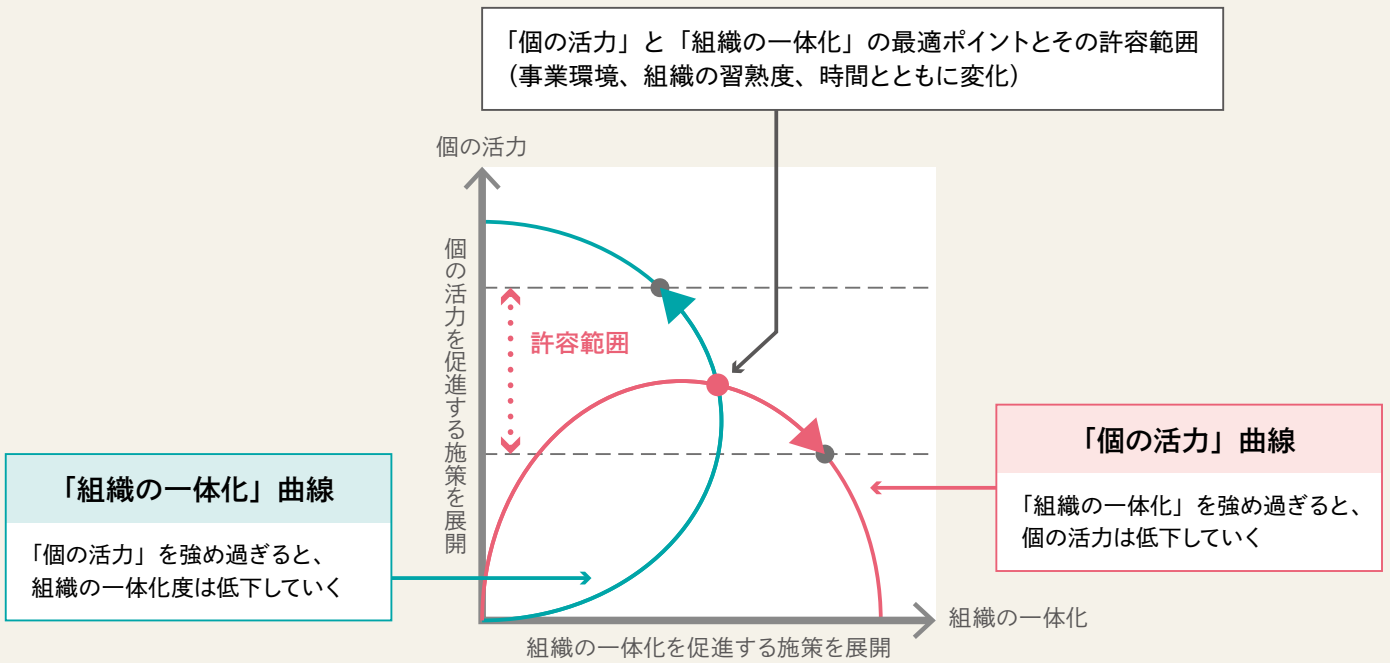 「個の活力」と「組織の一体化」の最適ポイントとその許容範囲
（事業環境、組織の習熟度、時間とともに変化）
個の活力
個の活力を促進する施策を展開
許容範囲
「組織の一体化」曲線
「個の活力」を強め過ぎると、
組織の一体化度は低下していく
「個の活力」曲線
「組織の一体化」を強め過ぎると、
個の活力は低下していく
組織の一体化
組織の一体化を促進する施策を展開